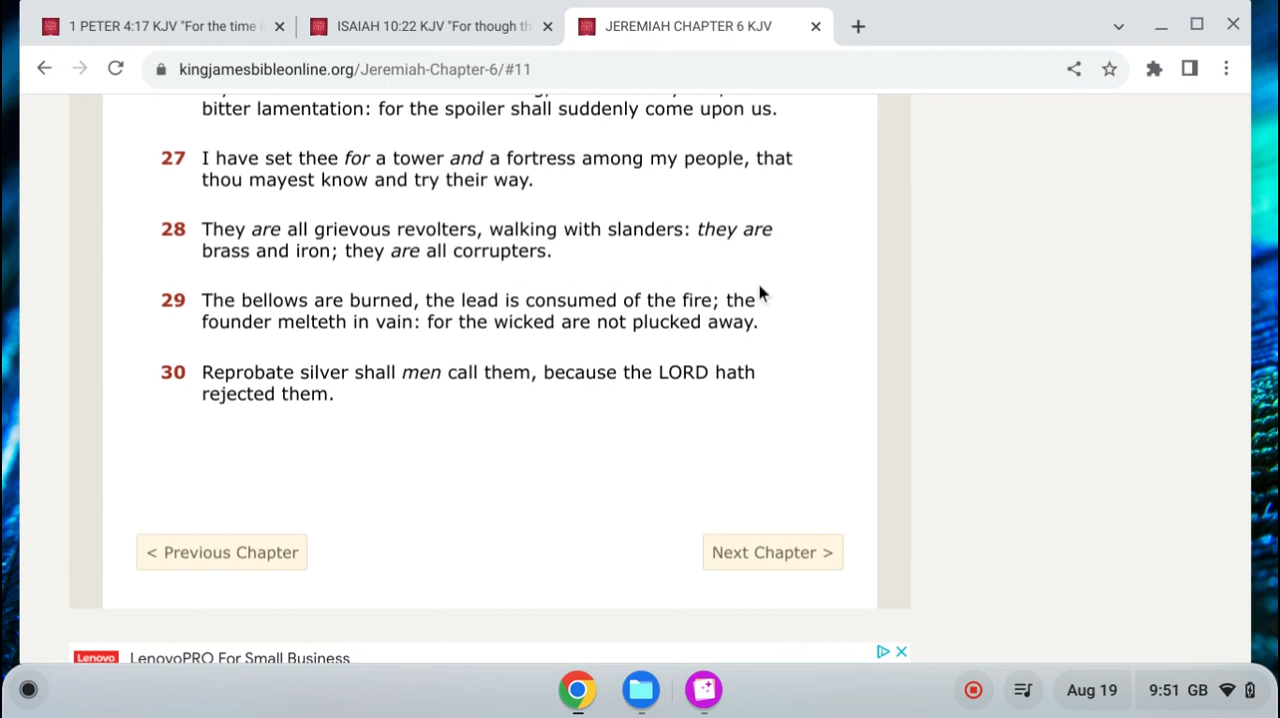 1 PETER 4:17 KJV "For the time i
ISAIAH 10:22 KJV "For though th
JEREMIAH CHAPTER 6 KJV
kingjamesbibleonline.org/Jeremiah-Chapter-6/#11
bitter lamentation: for the spoiler shall suddenly come upon us.
27 I have set thee for a tower and a fortress among my people, that
thou mayest know and try their way.
28 They are all grievous revolters, walking with slanders: they are
brass and iron; they are all corrupters.
29 The bellows are burned, the lead is consumed of the fire; the
founder melteth in vain: for the wicked are not plucked away.
30 Reprobate silver shall men call them, because the LORD hath
rejected them.
< Previous Chapter
Next Chapter >
Lenovo LenovoPRO For Small Business
Aug 19
9:51 GB